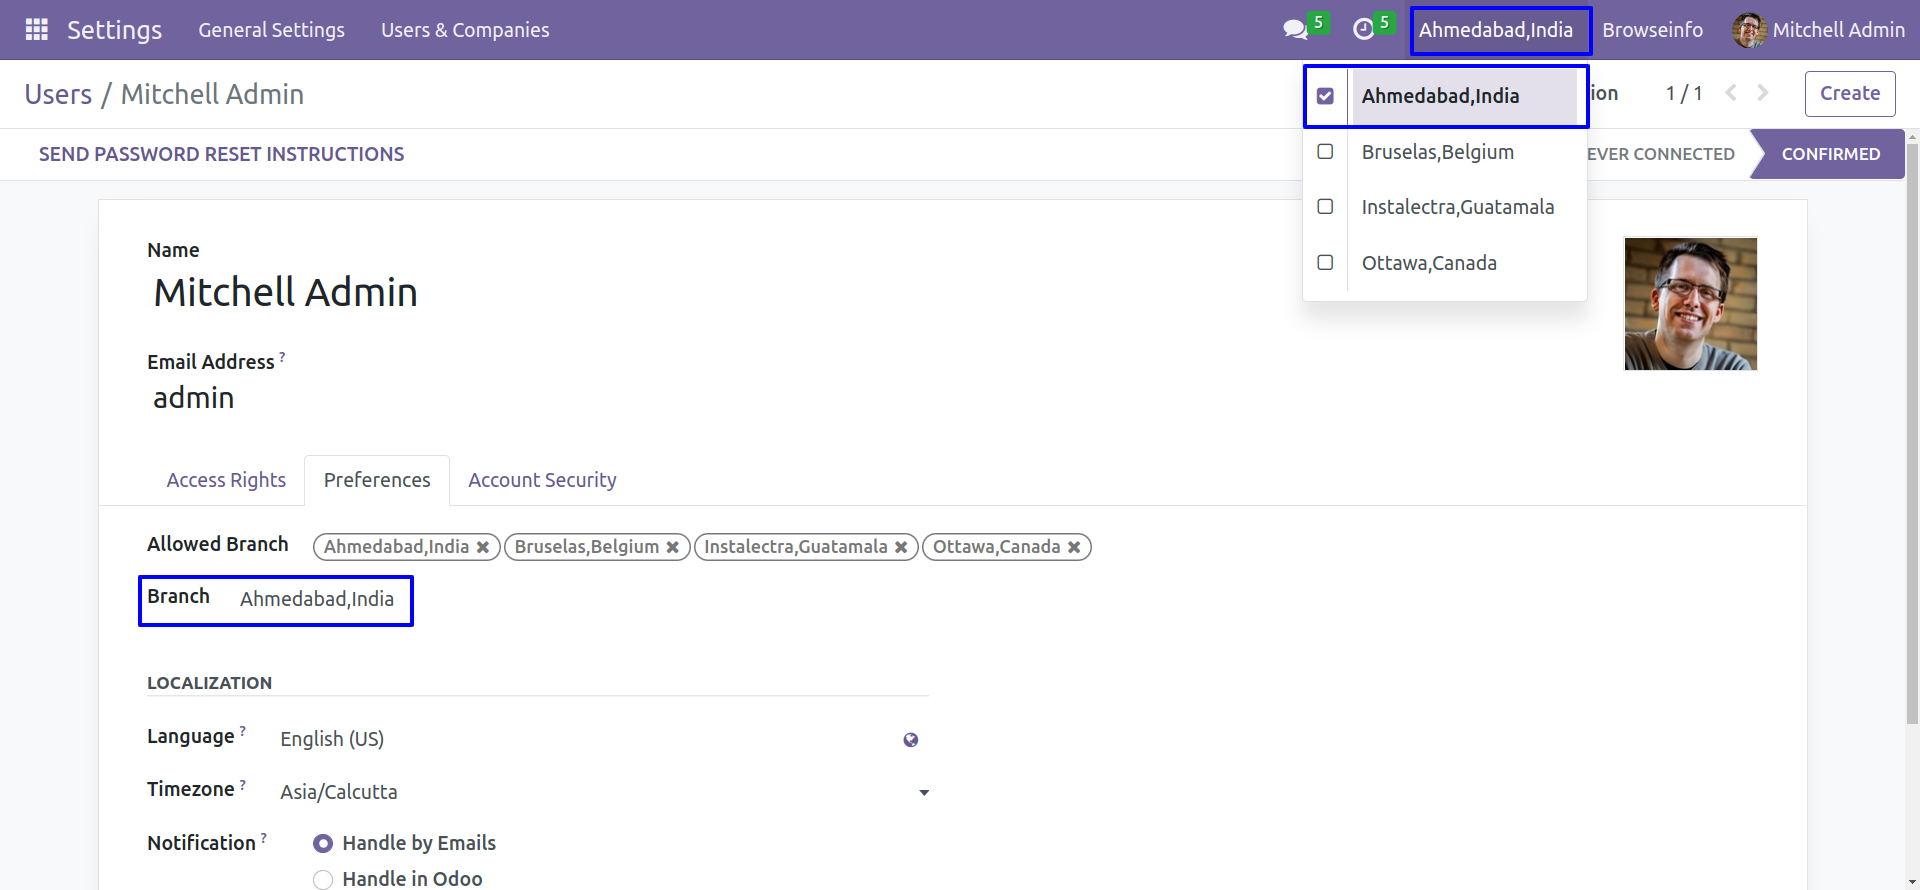 Settings General Settings Users & Companies 5 5 Ahmedabad,India Browseinfo Mitchell Admin
Users / Mitchell Admin ion 1 / 1 Create
Ahmedabad,India
Bruselas,Belgium
Instalectra,Guatamala
Ottawa,Canada
SEND PASSWORD RESET INSTRUCTIONS EVER CONNECTED CONFIRMED
Name
Mitchell Admin
Email Address ?
admin
Access Rights Preferences Account Security
Allowed Branch Ahmedabad,India ✖ Bruselas,Belgium ✖ Instalectra,Guatamala ✖ Ottawa,Canada ✖
Branch Ahmedabad,India
LOCALIZATION
Language ? English (US)
Timezone ? Asia/Calcutta
Notification ? Handle by Emails
Handle in Odoo